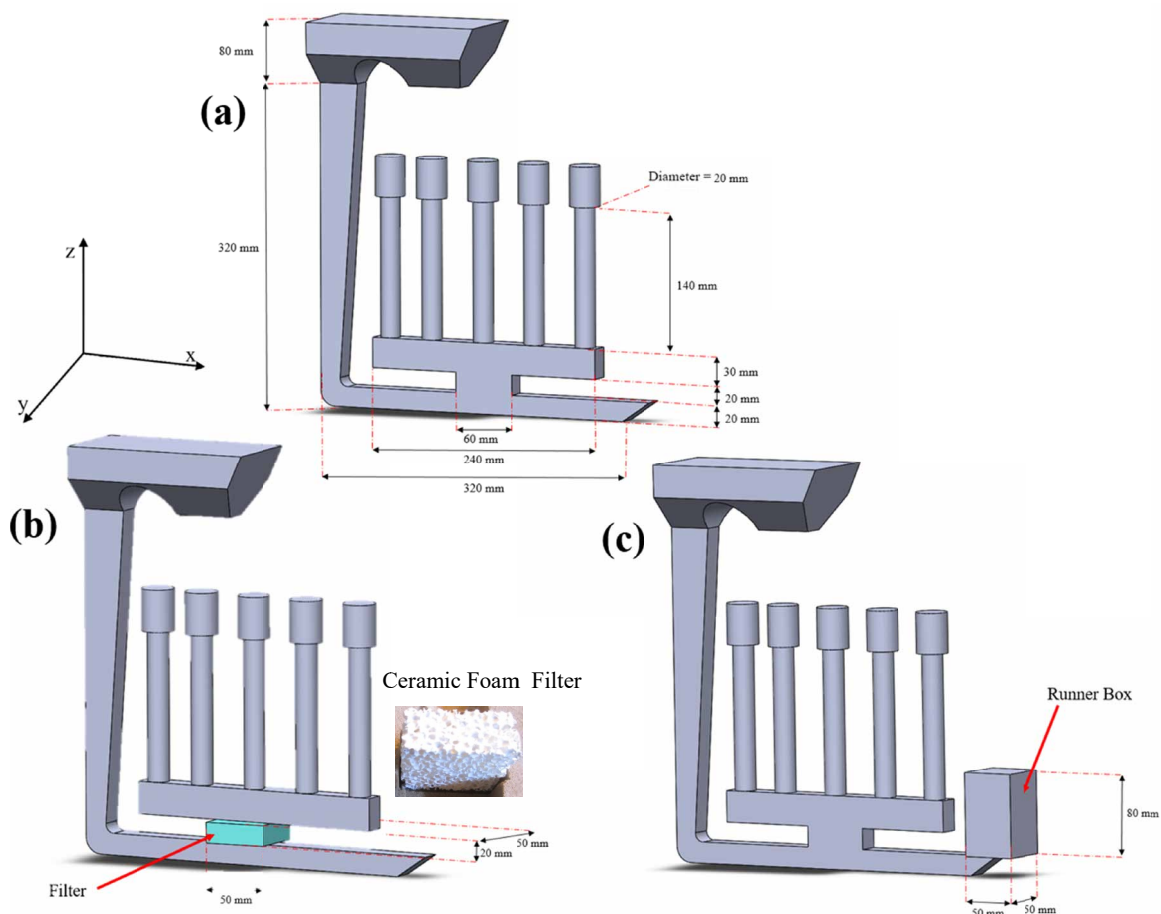 80 mm
(a)
Diameter = 20 mm
z
320 mm
140 mm
x
30 mm
y
20 mm
20 mm
60 mm
240 mm
320 mm
(b)
(c)
Ceramic Foam Filter
Runner Box
50 mm
20 mm
80 mm
Filter
50 mm
50 mm
50 mm